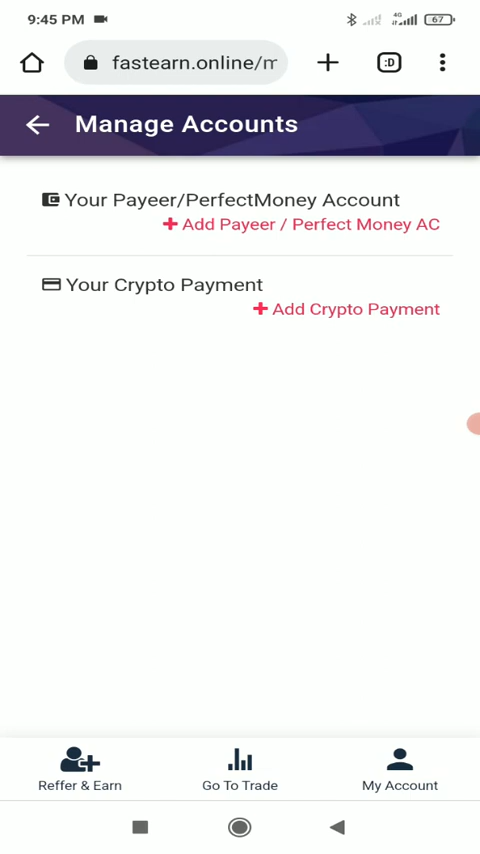 9:45 PM
4G
67
fastearn.online/m
:D
Manage Accounts
Your Payeer/PerfectMoney Account
+ Add Payeer / Perfect Money AC
Your Crypto Payment
+ Add Crypto Payment
Reffer & Earn
Go To Trade
My Account